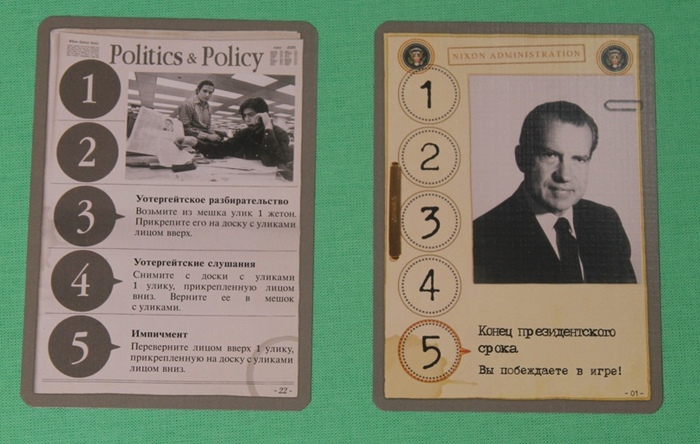 Politics & Policy
1
2
3
Уотергейтское разбирательство
Возьмите из мешка улик 1 жетон.
Прикрепите его на доску с уликами
лицом вверх.
4
Уотергейтские слушания
Снимите с доски с уликами
1 улику, прикрепленную лицом
вниз. Верните ее в мешок
с уликами.
5
Импичмент
Переверните лицом вверх 1 улику,
прикрепленную на доску с уликами
лицом вниз.
- 22 -
NIXON ADMINISTRATION
1
2
3
4
5
Конец президентского
срока
Вы побеждаете в игре!
- 01 -